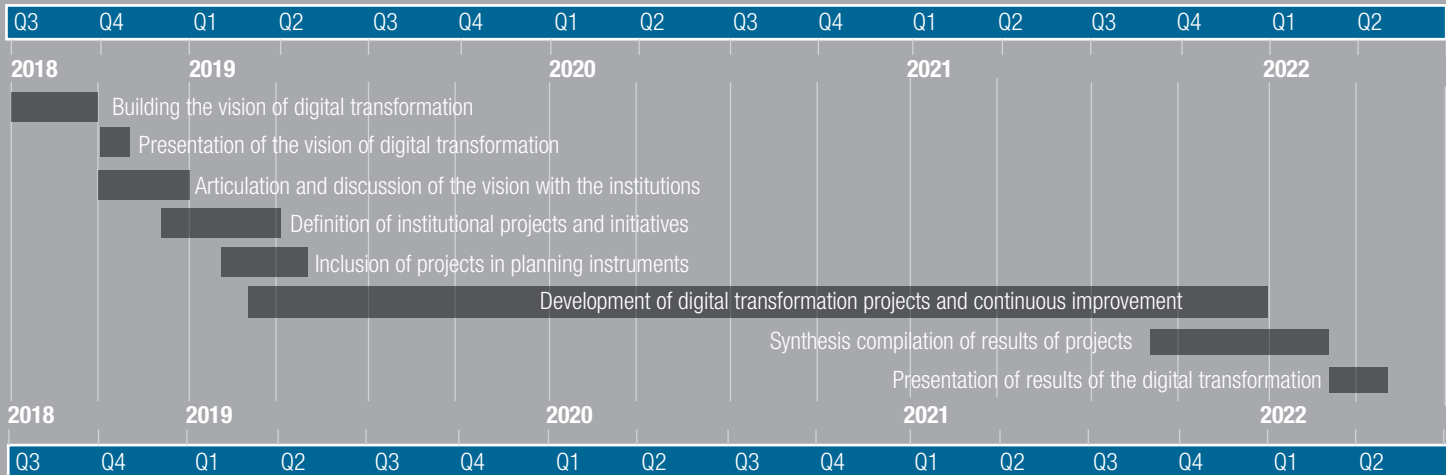 Q3 Q4 Q1 Q2 Q3 Q4 Q1 Q2 Q3 Q4 Q1 Q2 Q3 Q4 Q1 Q2
2018 2019 2020 2021 2022
Building the vision of digital transformation
Presentation of the vision of digital transformation
Articulation and discussion of the vision with the institutions
Definition of institutional projects and initiatives
Inclusion of projects in planning instruments
Development of digital transformation projects and continuous improvement
Synthesis compilation of results of projects
Presentation of results of the digital transformation
2018 2019 2020 2021 2022
Q3 Q4 Q1 Q2 Q3 Q4 Q1 Q2 Q3 Q4 Q1 Q2 Q3 Q4 Q1 Q2